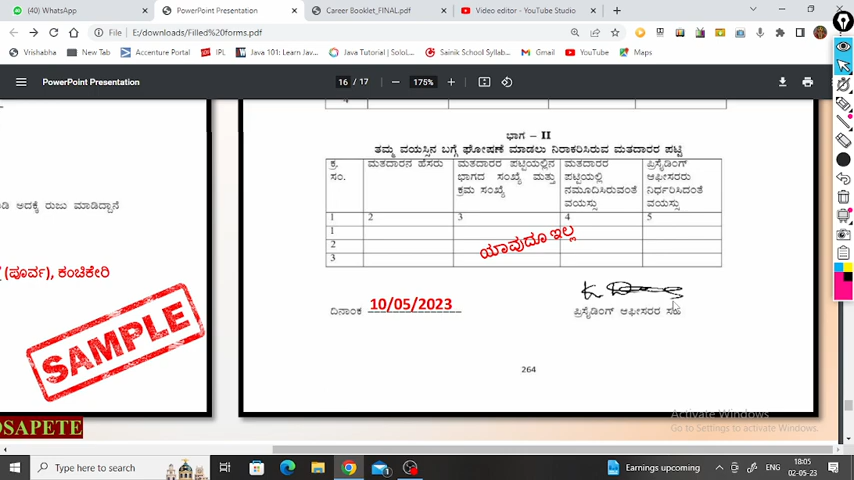 WhatsApp
PowerPoint Presentation
Career Booklet_FINAL.pdf
Video editor - YouTube Studio
File
E:/downloads/Filled%20forms.pdf
Vrishabha
New Tab
Accenture Portal
IPL
Java 101: Learn Jav...
Java Tutorial | SoloL...
Sainik School Syllab...
Gmail
YouTube
Maps
PowerPoint Presentation
16 / 17
175%
4
ಭಾಗ – II
ತಮ್ಮ ವಯಸ್ಸಿನ ಬಗ್ಗೆ ಘೋಷಣೆ ಮಾಡಲು ನಿರಾಕರಿಸಿರುವ ಮತದಾರರ ಪಟ್ಟಿ
ಕ್ರ. ಮತದಾರನ ಹೆಸರು ಮತದಾರರ ಪಟ್ಟಿಯಲ್ಲಿನ ಮತದಾರರ ಪ್ರಿಸೈಡಿಂಗ್
ಸಂ. ಭಾಗದ ಸಂಖ್ಯೆ ಮತ್ತು ಪಟ್ಟಿಯಲ್ಲಿ ಆಫೀಸರರು
ಕ್ರಮ ಸಂಖ್ಯೆ ನಮೂದಿಸಿರುವಂತೆ ನಿರ್ಧರಿಸಿದಂತೆ
ವಯಸ್ಸು ವಯಸ್ಸು
1 2 3 4 5
1
ಯಾವುದೂ ಇಲ್ಲ
2
3
ದಿನಾಂಕ 10/05/2023
ಪ್ರಿಸೈಡಿಂಗ್ ಆಫೀಸರರ ಸಹಿ
264
ಡಿ ಅದಕ್ಕೆ ರುಜು ಮಾಡಿದ್ದಾನೆ
(ಪೂರ್ವ), ಕಂಚಿಕೇರಿ
SAMPLE
OSAPETE
Activate Windows
Go to Settings to activate Windows.
Type here to search
Earnings upcoming
ENG
18:05
02-05-23